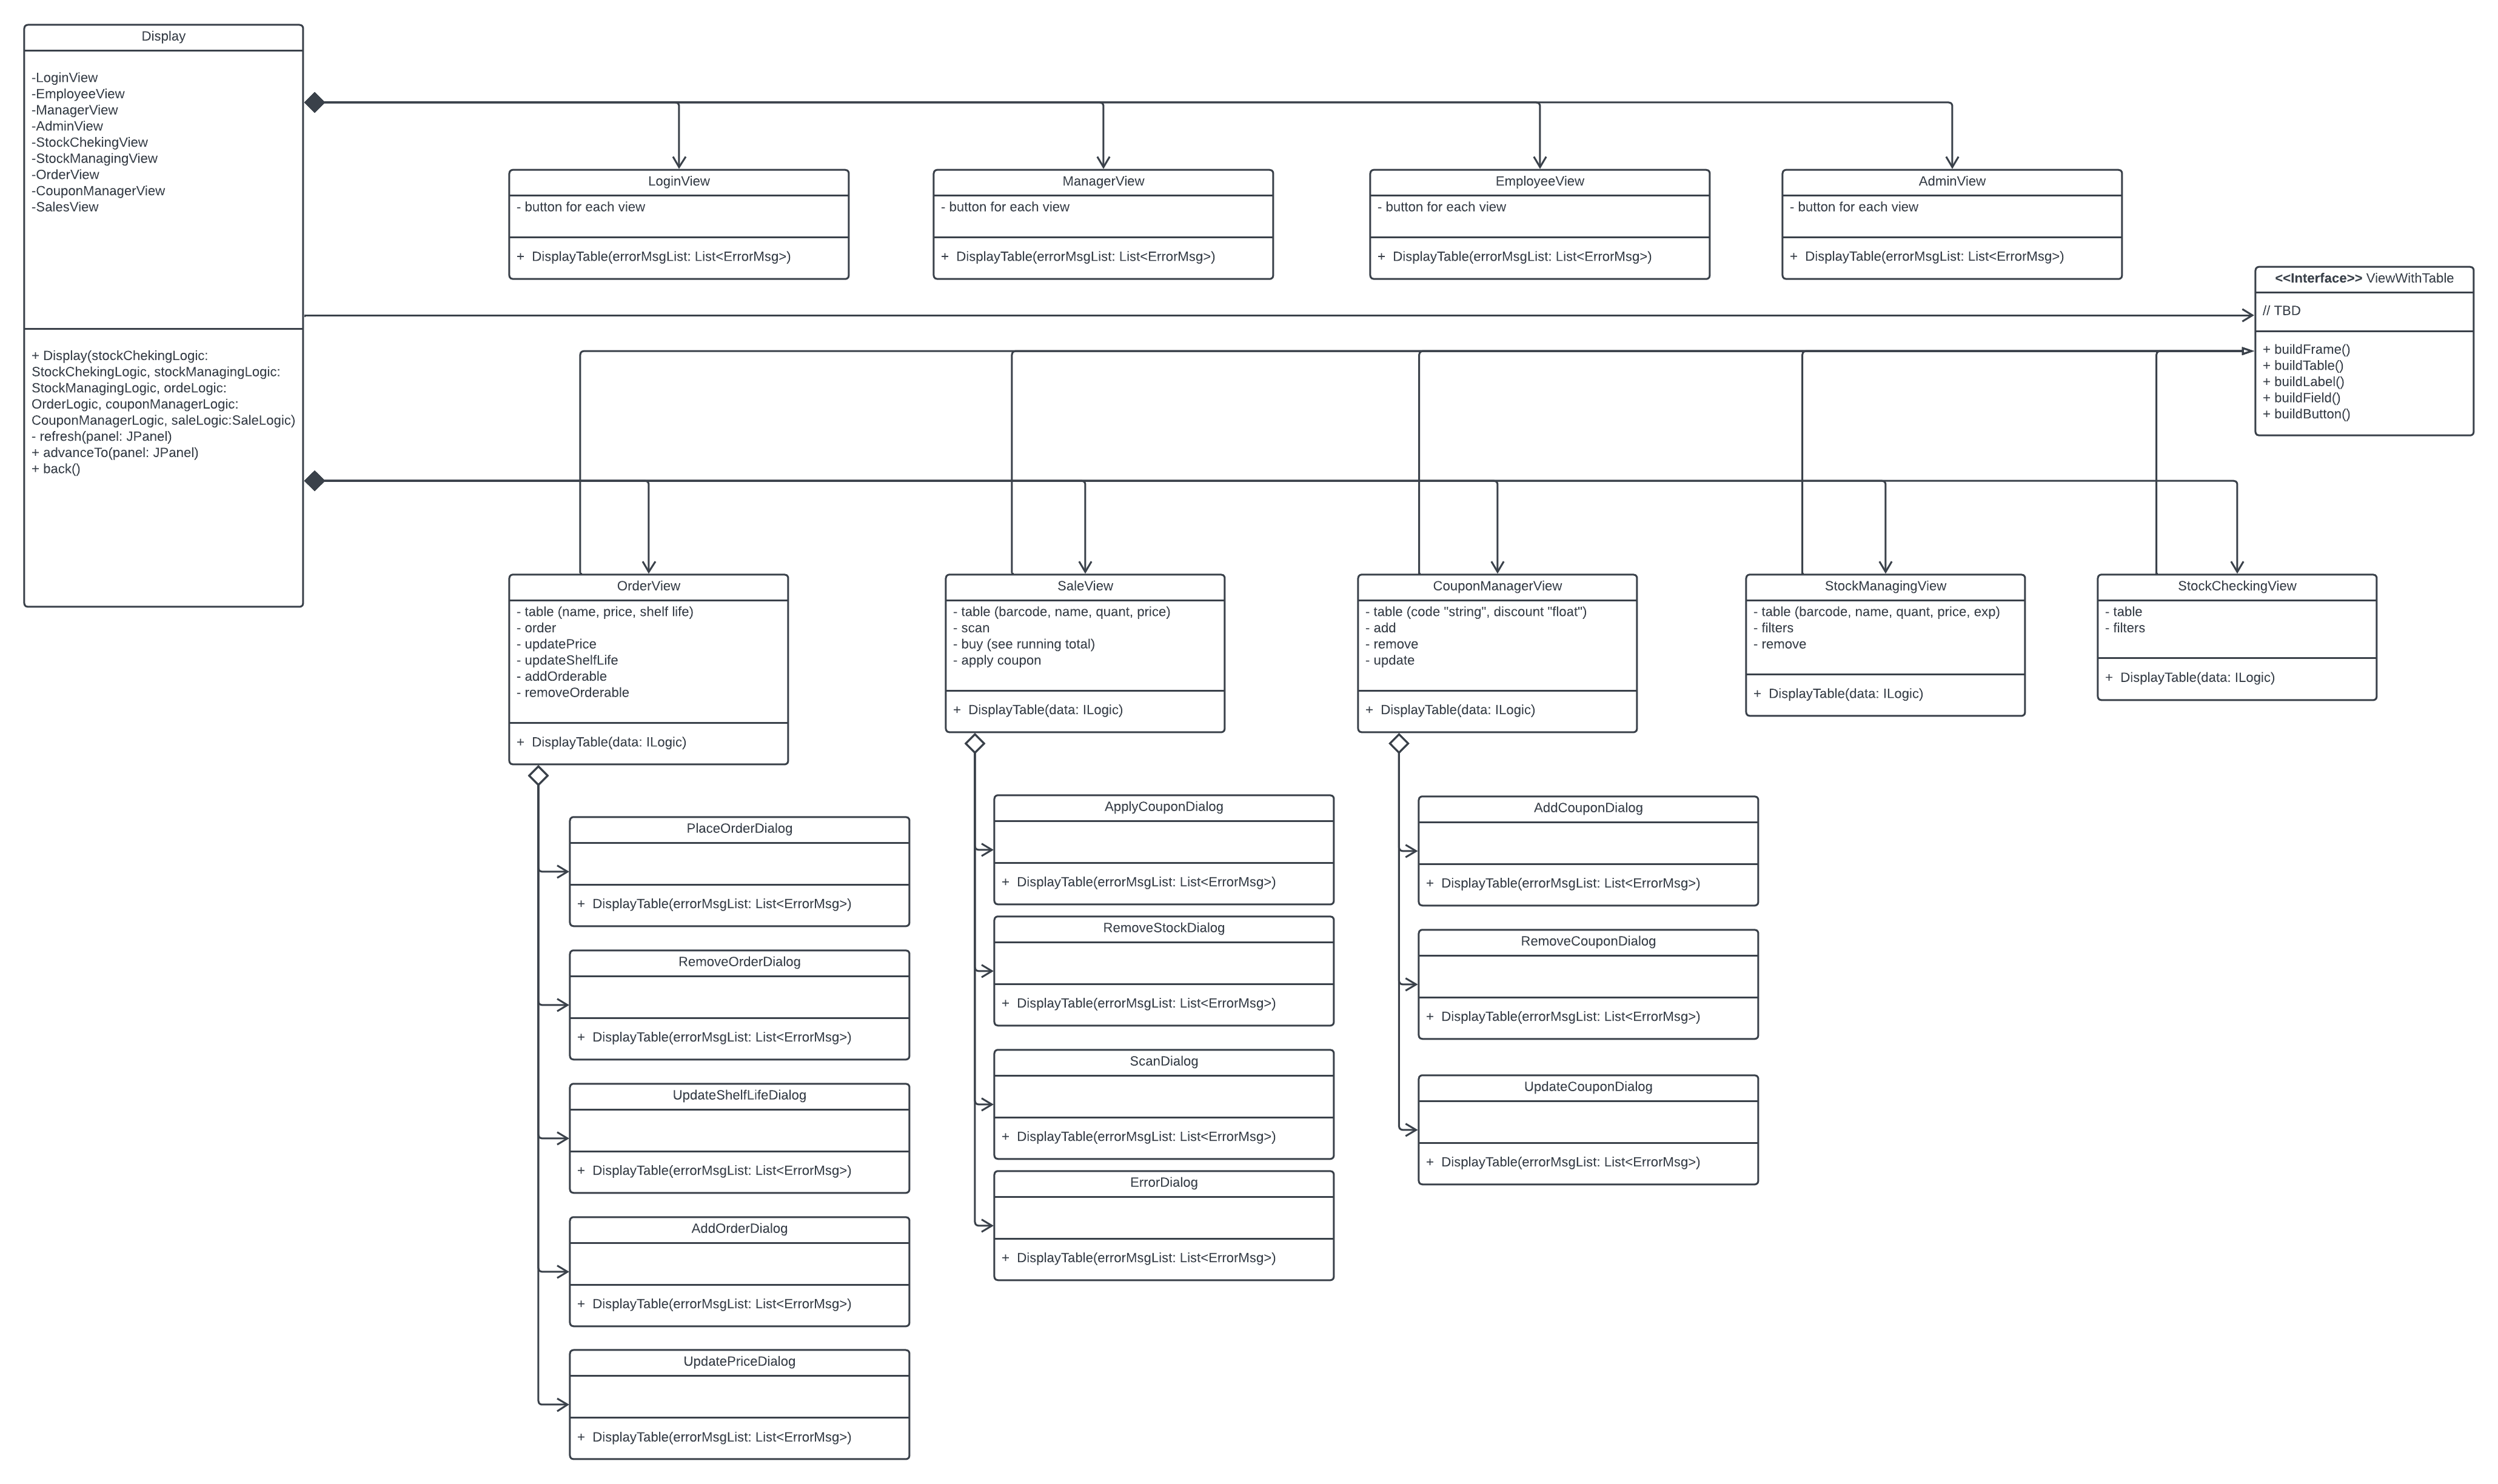 Display
-LoginView
-EmployeeView
-ManagerView
-AdminView
-StockChekingView
-StockManagingView
-OrderView
-CouponManagerView
-SalesView
+ Display(stockChekingLogic:
StockChekingLogic, stockManagingLogic:
StockManagingLogic, ordeLogic:
OrderLogic, couponManagerLogic:
CouponManagerLogic, saleLogic:SaleLogic)
- refresh(panel: JPanel)
+ advanceTo(panel: JPanel)
+ back()
LoginView
- button for each view
+ DisplayTable(errorMsgList: List<ErrorMsg>)
ManagerView
- button for each view
+ DisplayTable(errorMsgList: List<ErrorMsg>)
EmployeeView
- button for each view
+ DisplayTable(errorMsgList: List<ErrorMsg>)
AdminView
- button for each view
+ DisplayTable(errorMsgList: List<ErrorMsg>)
<<Interface>> ViewWithTable
// TBD
+ buildFrame()
+ buildTable()
+ buildLabel()
+ buildField()
+ buildButton()
OrderView
- table (name, price, shelf life)
- order
- updatePrice
- updateShelfLife
- addOrderable
- removeOrderable
+ DisplayTable(data: ILogic)
SaleView
- table (barcode, name, quant, price)
- scan
- buy (see running total)
- apply coupon
+ DisplayTable(data: ILogic)
CouponManagerView
- table (code "string", discount "float")
- add
- remove
- update
+ DisplayTable(data: ILogic)
StockManagingView
- table (barcode, name, quant, price, exp)
- filters
- remove
+ DisplayTable(data: ILogic)
StockCheckingView
- table
- filters
+ DisplayTable(data: ILogic)
PlaceOrderDialog
+ DisplayTable(errorMsgList: List<ErrorMsg>)
RemoveOrderDialog
+ DisplayTable(errorMsgList: List<ErrorMsg>)
UpdateShelfLifeDialog
+ DisplayTable(errorMsgList: List<ErrorMsg>)
AddOrderDialog
+ DisplayTable(errorMsgList: List<ErrorMsg>)
UpdatePriceDialog
+ DisplayTable(errorMsgList: List<ErrorMsg>)
ApplyCouponDialog
+ DisplayTable(errorMsgList: List<ErrorMsg>)
RemoveStockDialog
+ DisplayTable(errorMsgList: List<ErrorMsg>)
ScanDialog
+ DisplayTable(errorMsgList: List<ErrorMsg>)
ErrorDialog
+ DisplayTable(errorMsgList: List<ErrorMsg>)
AddCouponDialog
+ DisplayTable(errorMsgList: List<ErrorMsg>)
RemoveCouponDialog
+ DisplayTable(errorMsgList: List<ErrorMsg>)
UpdateCouponDialog
+ DisplayTable(errorMsgList: List<ErrorMsg>)